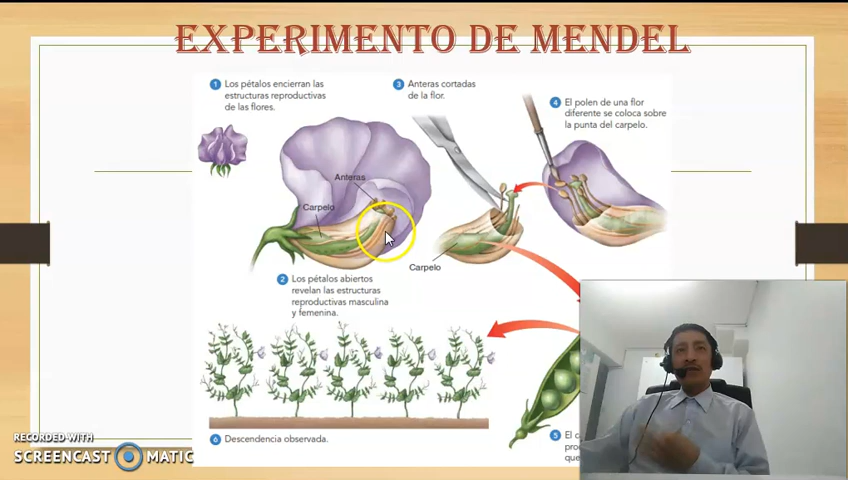 EXPERIMENTO DE MENDEL
1 Los pétalos encierran las
estructuras reproductivas
de las flores.
3 Anteras cortadas
de la flor.
4 El polen de una flor
diferente se coloca sobre
la punta del carpelo.
Anteras
Carpelo
Carpelo
2 Los pétalos abiertos
revelan las estructuras
reproductivas masculina
y femenina.
6 Descendencia observada.
5 El
que
RECORDED WITH
SCREENCAST MATIC